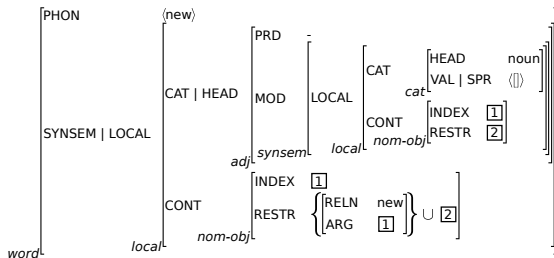 PHON ⟨new⟩
PRD -
HEAD noun
CAT
VAL | SPR ⟨[]⟩
cat
CAT | HEAD MOD LOCAL
INDEX 1
CONT
RESTR 2
nom-obj
SYNSEM | LOCAL
local
synsem
adj
INDEX 1
CONT
RELN new
RESTR { } ∪ 2
ARG 1
nom-obj
local
word